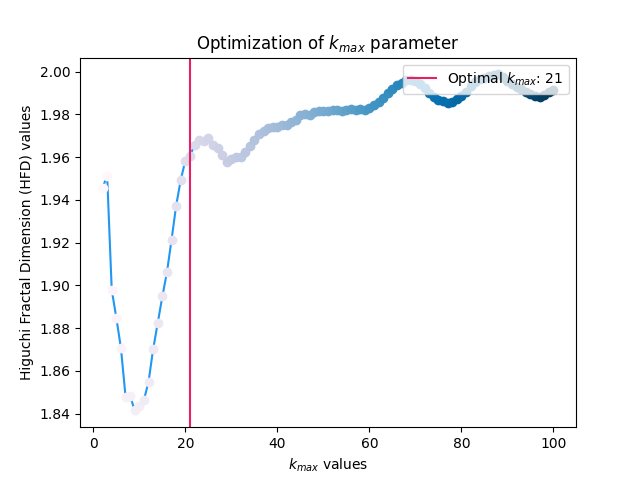 Optimization of k_max parameter
Optimal k_max: 21
2.00
1.98
1.96
1.94
1.92
1.90
1.88
1.86
1.84
Higuchi Fractal Dimension (HFD) values
0 20 40 60 80 100
k_max values